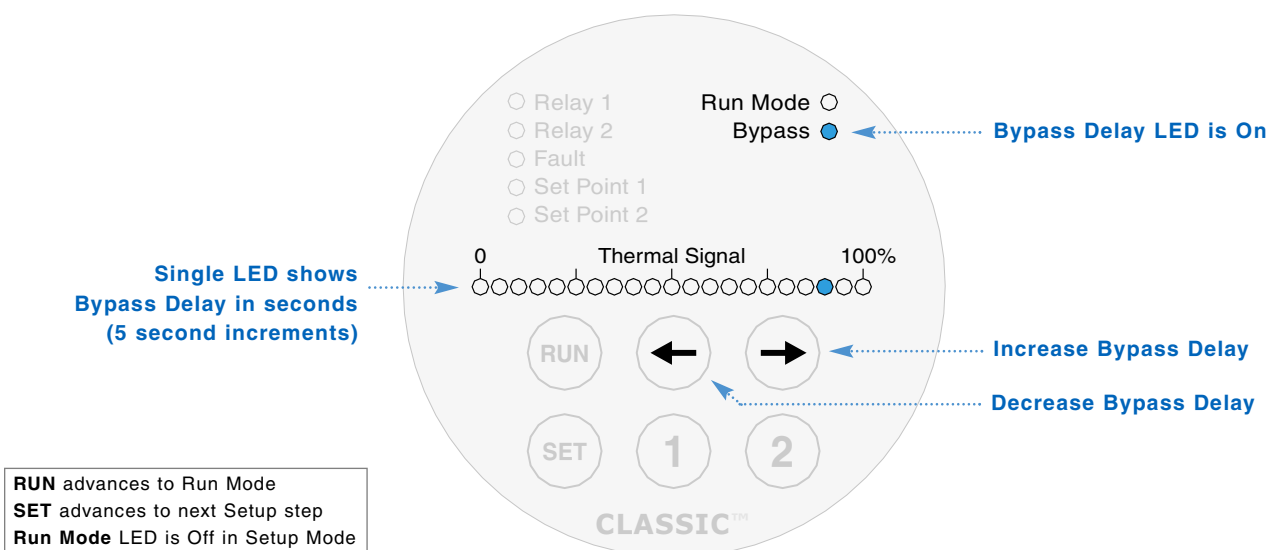 Relay 1
Relay 2
Fault
Set Point 1
Set Point 2
Run Mode
Bypass
Bypass Delay LED is On
0 Thermal Signal 100%
Single LED shows
Bypass Delay in seconds
(5 second increments)
RUN
Increase Bypass Delay
Decrease Bypass Delay
SET
1
2
CLASSIC™
RUN advances to Run Mode
SET advances to next Setup step
Run Mode LED is Off in Setup Mode